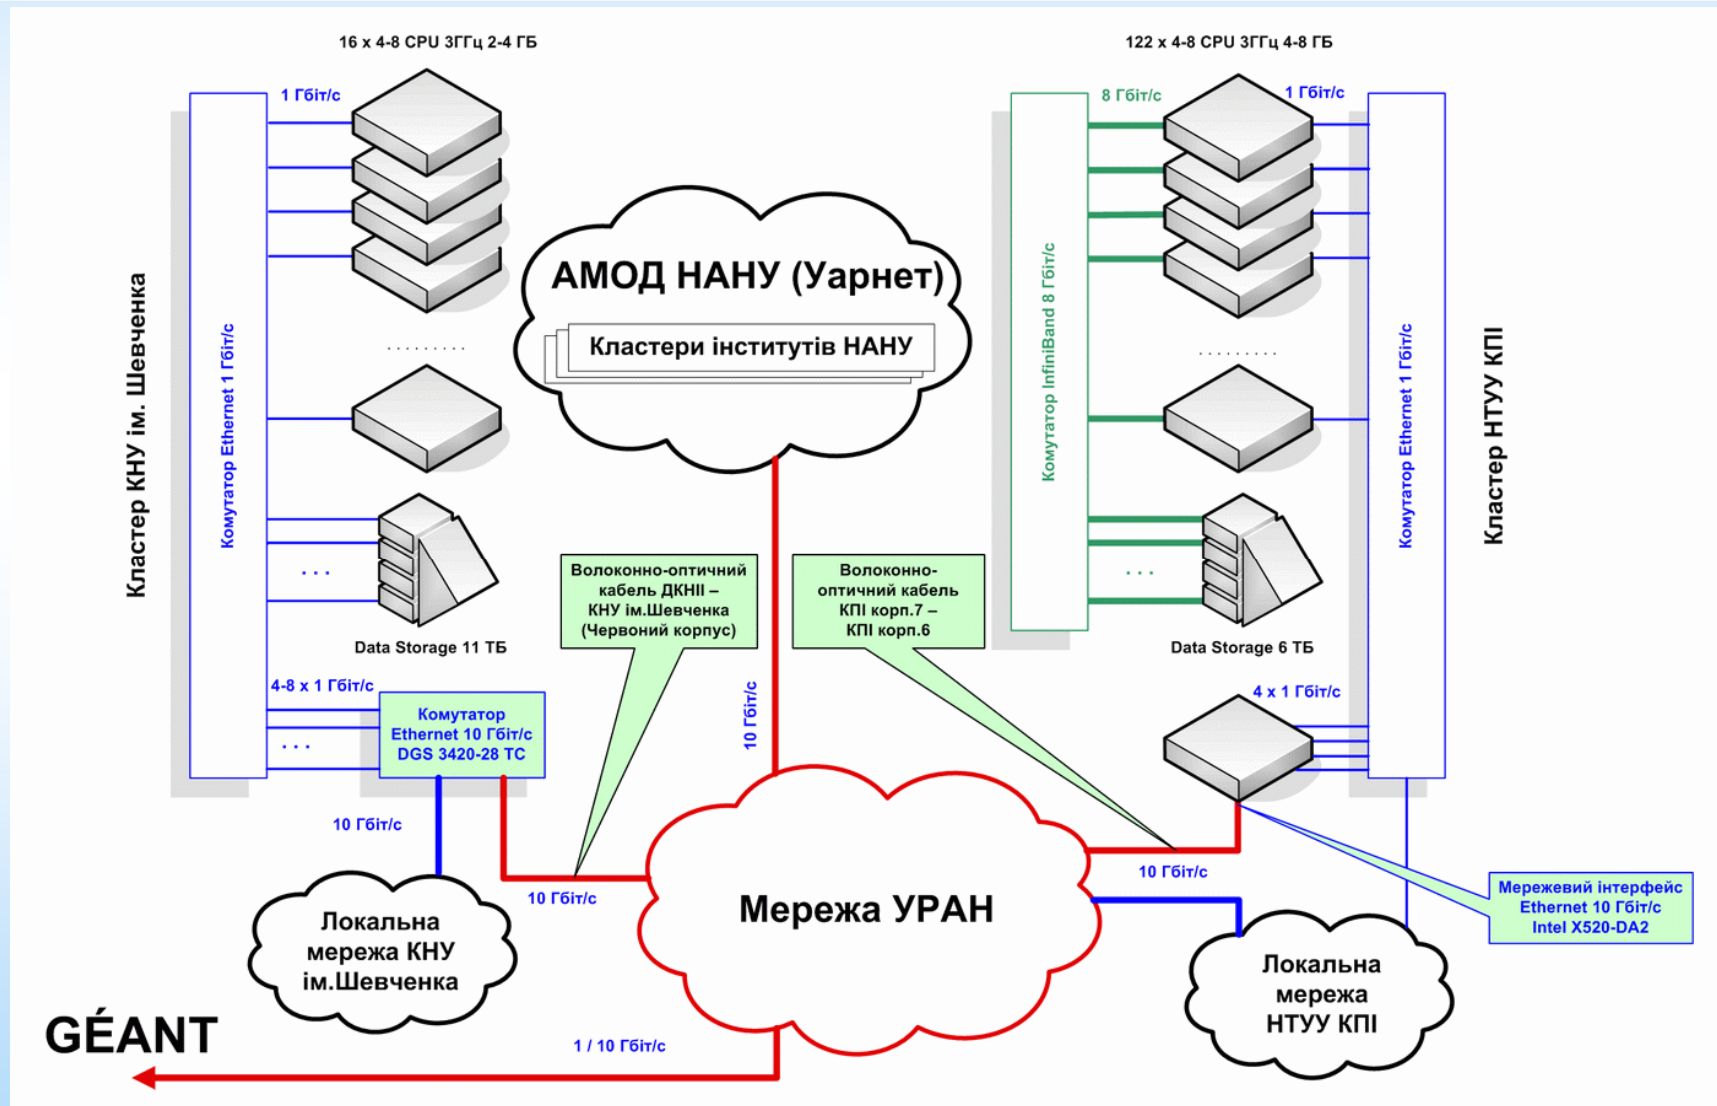 16 x 4-8 CPU 3ГГц 2-4 ГБ
122 x 4-8 CPU 3ГГц 4-8 ГБ
1 Гбіт/с
8 Гбіт/с
1 Гбіт/с
Кластер КНУ ім. Шевченка
Комутатор Ethernet 1 Гбіт/с
АМОД НАНУ (Уарнет)
Кластери інститутів НАНУ
Комутатор InfiniBand 8 Гбіт/с
Комутатор Ethernet 1 Гбіт/с
Кластер НТУУ КПІ
. . . . . . . . .
. . . . . . . . .
. . .
. . .
Волоконно-оптичний
кабель ДКНІІ –
КНУ ім.Шевченка
(Червоний корпус)
Волоконно-
оптичний кабель
КПІ корп.7 –
КПІ корп.6
Data Storage 11 ТБ
Data Storage 6 ТБ
4-8 x 1 Гбіт/с
. . .
Комутатор
Ethernet 10 Гбіт/с
DGS 3420-28 TC
10 Гбіт/с
4 x 1 Гбіт/с
10 Гбіт/с
10 Гбіт/с
10 Гбіт/с
Мережа УРАН
Мережевий інтерфейс
Ethernet 10 Гбіт/с
Intel X520-DA2
Локальна
мережа КНУ
ім.Шевченка
Локальна
мережа
НТУУ КПІ
GÉANT
1 / 10 Гбіт/с